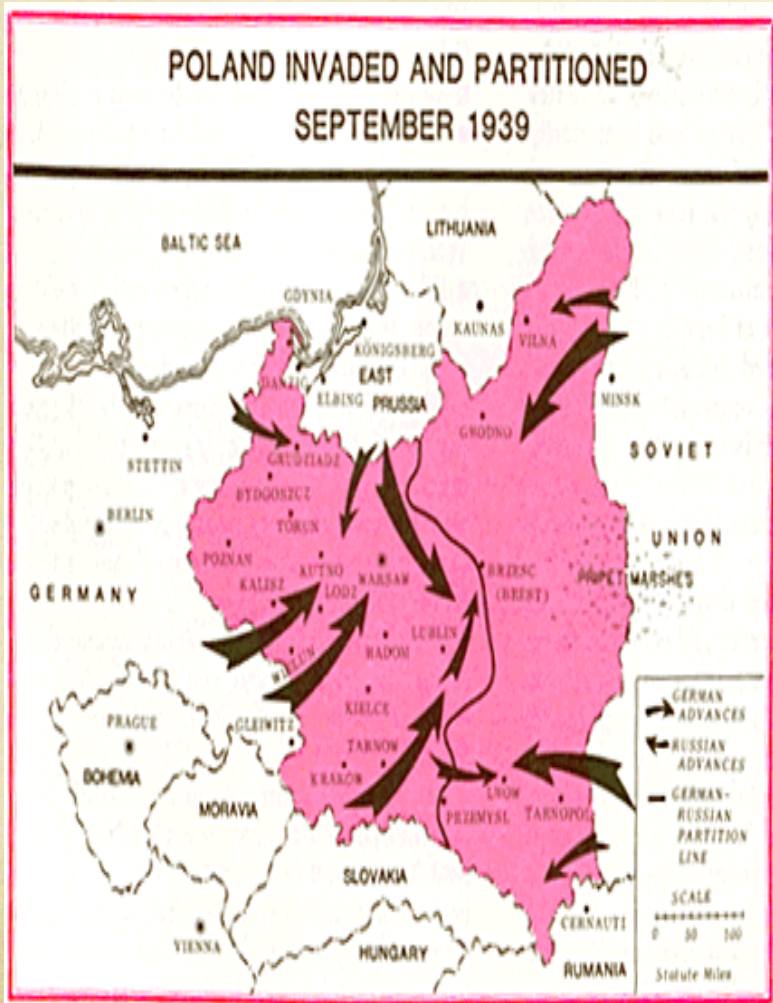 POLAND INVADED AND PARTITIONED
SEPTEMBER 1939
BALTIC SEA
LITHUANIA
GDYNIA
KAUNAS
VILNA
KÖNIGSBERG
DANZIG
EAST
PRUSSIA
ELBING
MINSK
GRODNO
STETTIN
GRUDZIADZ
SOVIET
BYDGOSZCZ
BERLIN
TORUN
UNION
POZNAN
KUTNO
WARSAW
BRZESC
(BREST)
PRIPET MARSHES
GERMANY
KALISZ
LODZ
LUBLIN
RADOM
WIELUN
KIELCE
PRAGUE
GLEIWITZ
BOHEMIA
TARNOW
KRAKOW
MORAVIA
LWOW
PRZEMYSL
TARNOPOL
SLOVAKIA
CERNAUTI
VIENNA
HUNGARY
RUMANIA
GERMAN
ADVANCES
RUSSIAN
ADVANCES
GERMAN-
RUSSIAN
PARTITION
LINE
SCALE
0 50 100
Statute Miles